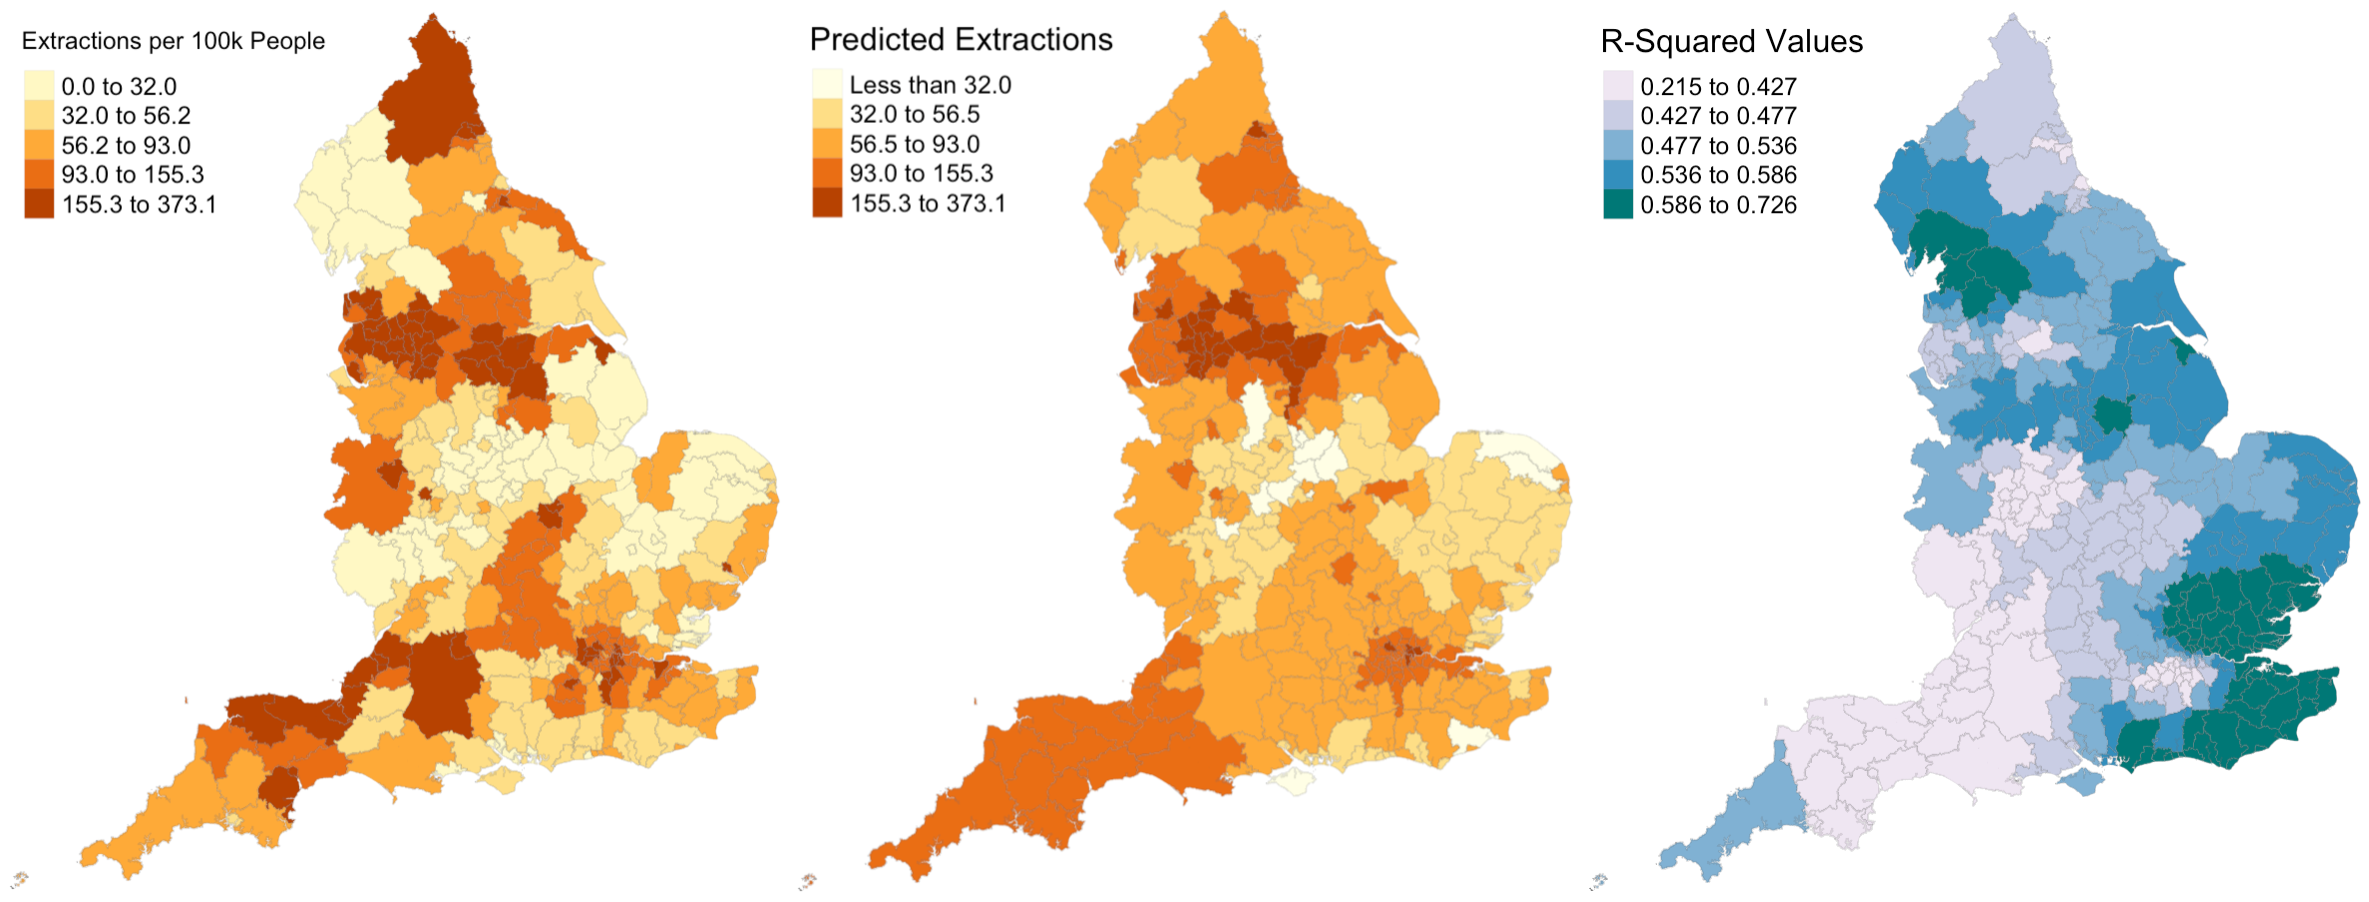 Extractions per 100k People
0.0 to 32.0
32.0 to 56.2
56.2 to 93.0
93.0 to 155.3
155.3 to 373.1
Predicted Extractions
Less than 32.0
32.0 to 56.5
56.5 to 93.0
93.0 to 155.3
155.3 to 373.1
R-Squared Values
0.215 to 0.427
0.427 to 0.477
0.477 to 0.536
0.536 to 0.586
0.586 to 0.726